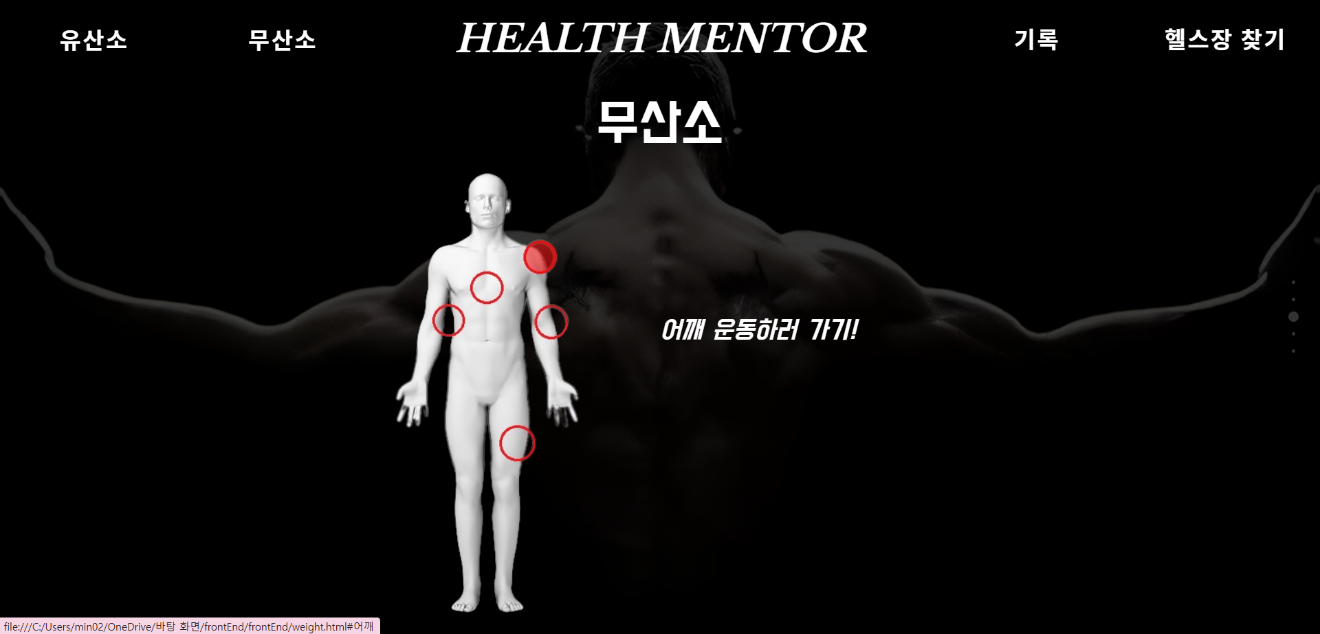 유산소
무산소
HEALTH MENTOR
기록
헬스장 찾기
무산소
어깨 운동하러 가기!
file:///C:/Users/min02/OneDrive/바탕 화면/frontEnd/frontEnd/weight.html#어깨